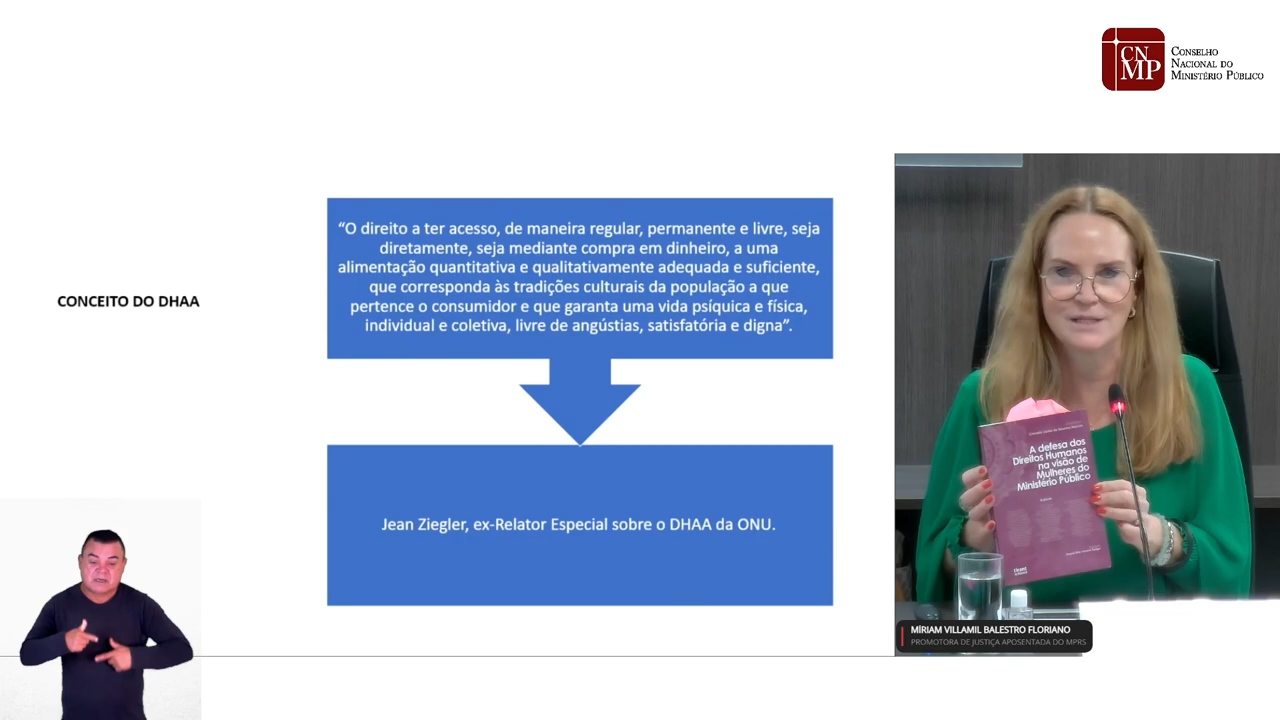 CN
MP
CONSELHO
NACIONAL DO
MINISTÉRIO PÚBLICO
CONCEITO DO DHAA
“O direito a ter acesso, de maneira regular, permanente e livre, seja
diretamente, seja mediante compra em dinheiro, a uma
alimentação quantitativa e qualitativamente adequada e suficiente,
que corresponda às tradições culturais da população a que
pertence o consumidor e que garanta uma vida psíquica e física,
individual e coletiva, livre de angústias, satisfatória e digna”.
Jean Ziegler, ex-Relator Especial sobre o DHAA da ONU.
A defesa dos
Direitos Humanos
na visão de
Mulheres do
Ministério Público
MÍRIAM VILLAMIL BALESTRO FLORIANO
PROMOTORA DE JUSTIÇA APOSENTADA DO MPRS